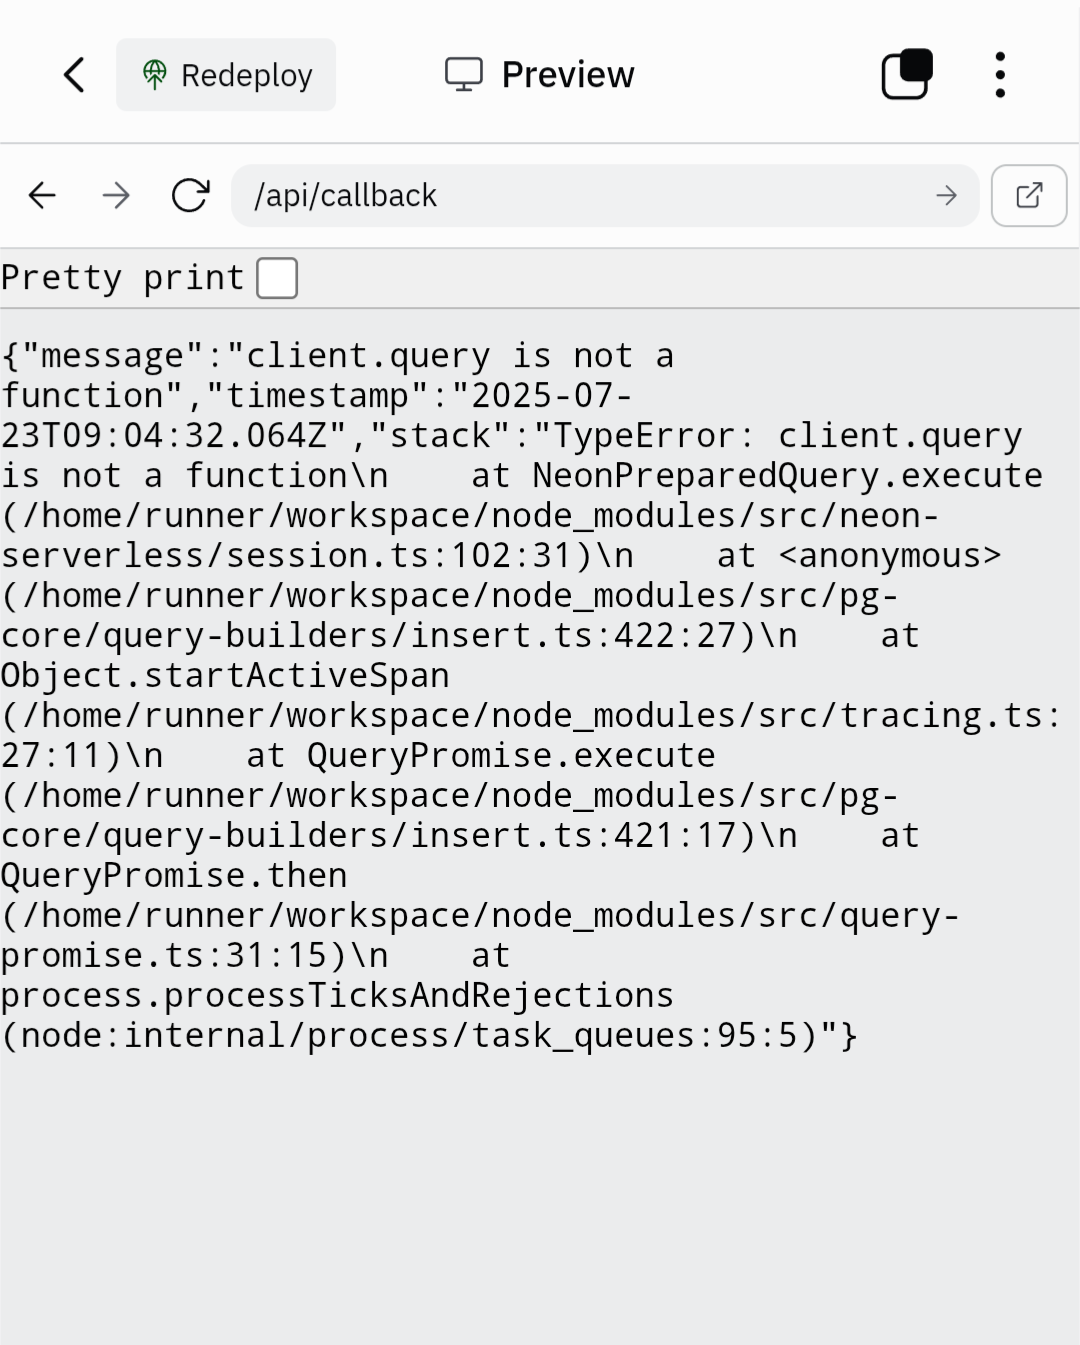 Redeploy
Preview
/api/callback
Pretty print
{"message":"client.query is not a
function","timestamp":"2025-07-
23T09:04:32.064Z","stack":"TypeError: client.query
is not a function\n    at NeonPreparedQuery.execute
(/home/runner/workspace/node_modules/src/neon-
serverless/session.ts:102:31)\n    at <anonymous>
(/home/runner/workspace/node_modules/src/pg-
core/query-builders/insert.ts:422:27)\n    at
Object.startActiveSpan
(/home/runner/workspace/node_modules/src/tracing.ts:
27:11)\n    at QueryPromise.execute
(/home/runner/workspace/node_modules/src/pg-
core/query-builders/insert.ts:421:17)\n    at
QueryPromise.then
(/home/runner/workspace/node_modules/src/query-
promise.ts:31:15)\n    at
process.processTicksAndRejections
(node:internal/process/task_queues:95:5)"}